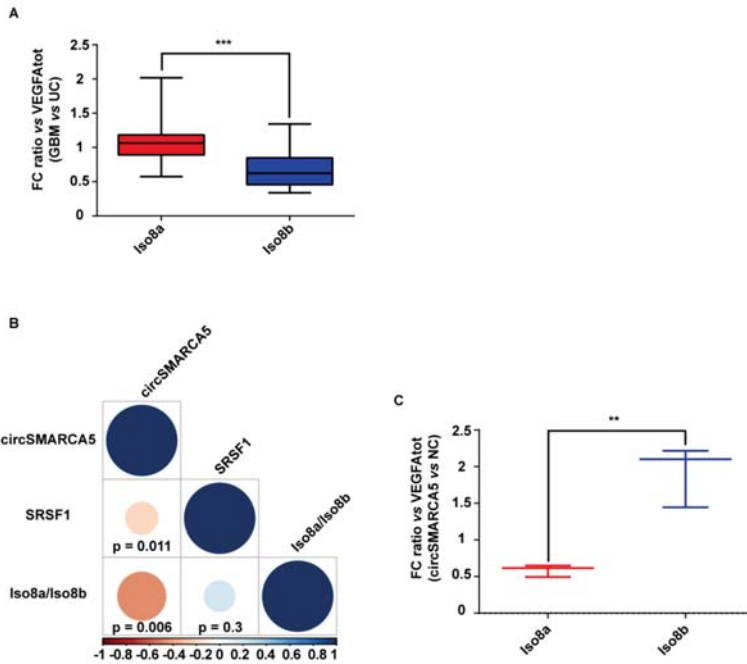 A
FC ratio vs VEGFAtot
(GBM vs UC)
2.5
2
1.5
1
0.5
0
***
Iso8a
Iso8b
B
circSMARCA5
SRSF1
Iso8a/Iso8b
circSMARCA5
SRSF1
p = 0.011
Iso8a/Iso8b
p = 0.006
p = 0.3
-1 -0.8 -0.6 -0.4 -0.2 0 0.2 0.4 0.6 0.8 1
C
FC ratio vs VEGFAtot
(circSMARCA5 vs NC)
2.5
2
1.5
1
0.5
0
**
Iso8a
Iso8b